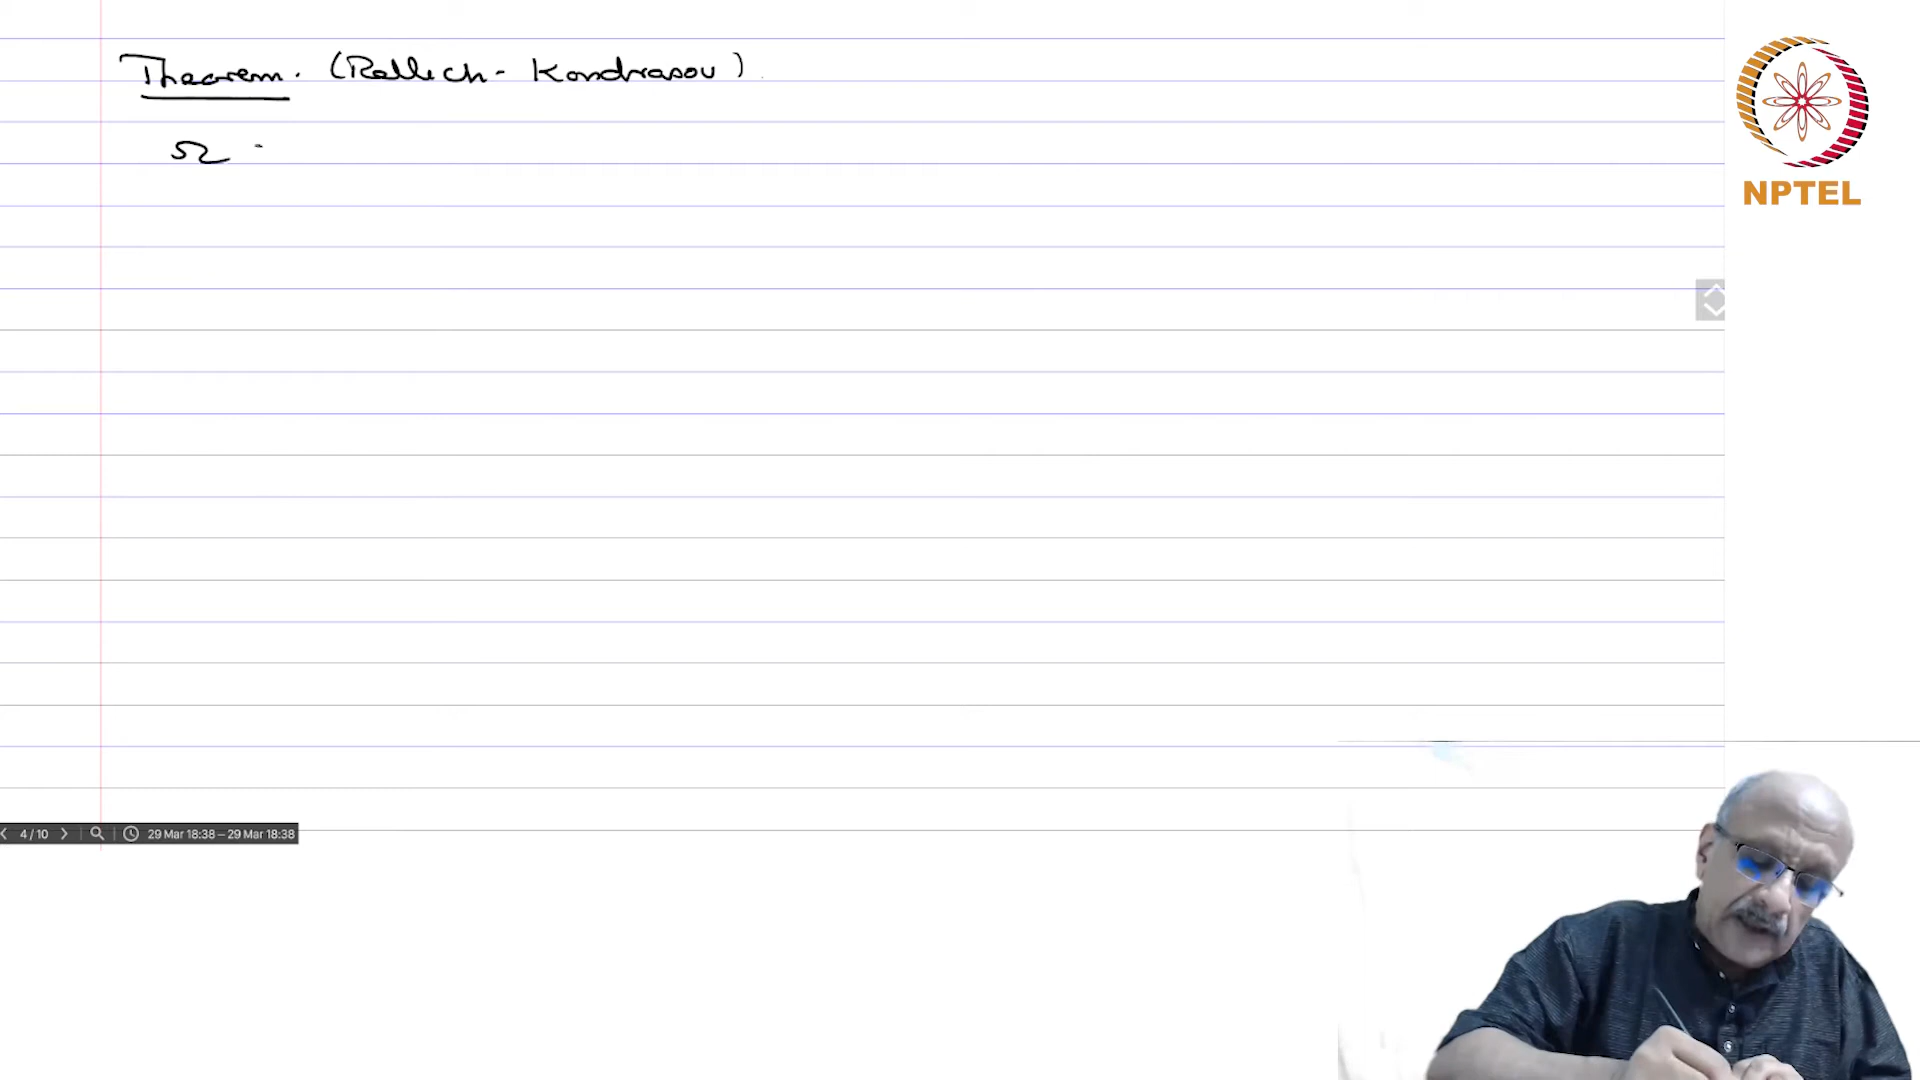 Theorem. (Rellich - Kondrasov)
Ω -
NPTEL
4 / 10 29 Mar 18:38 – 29 Mar 18:38